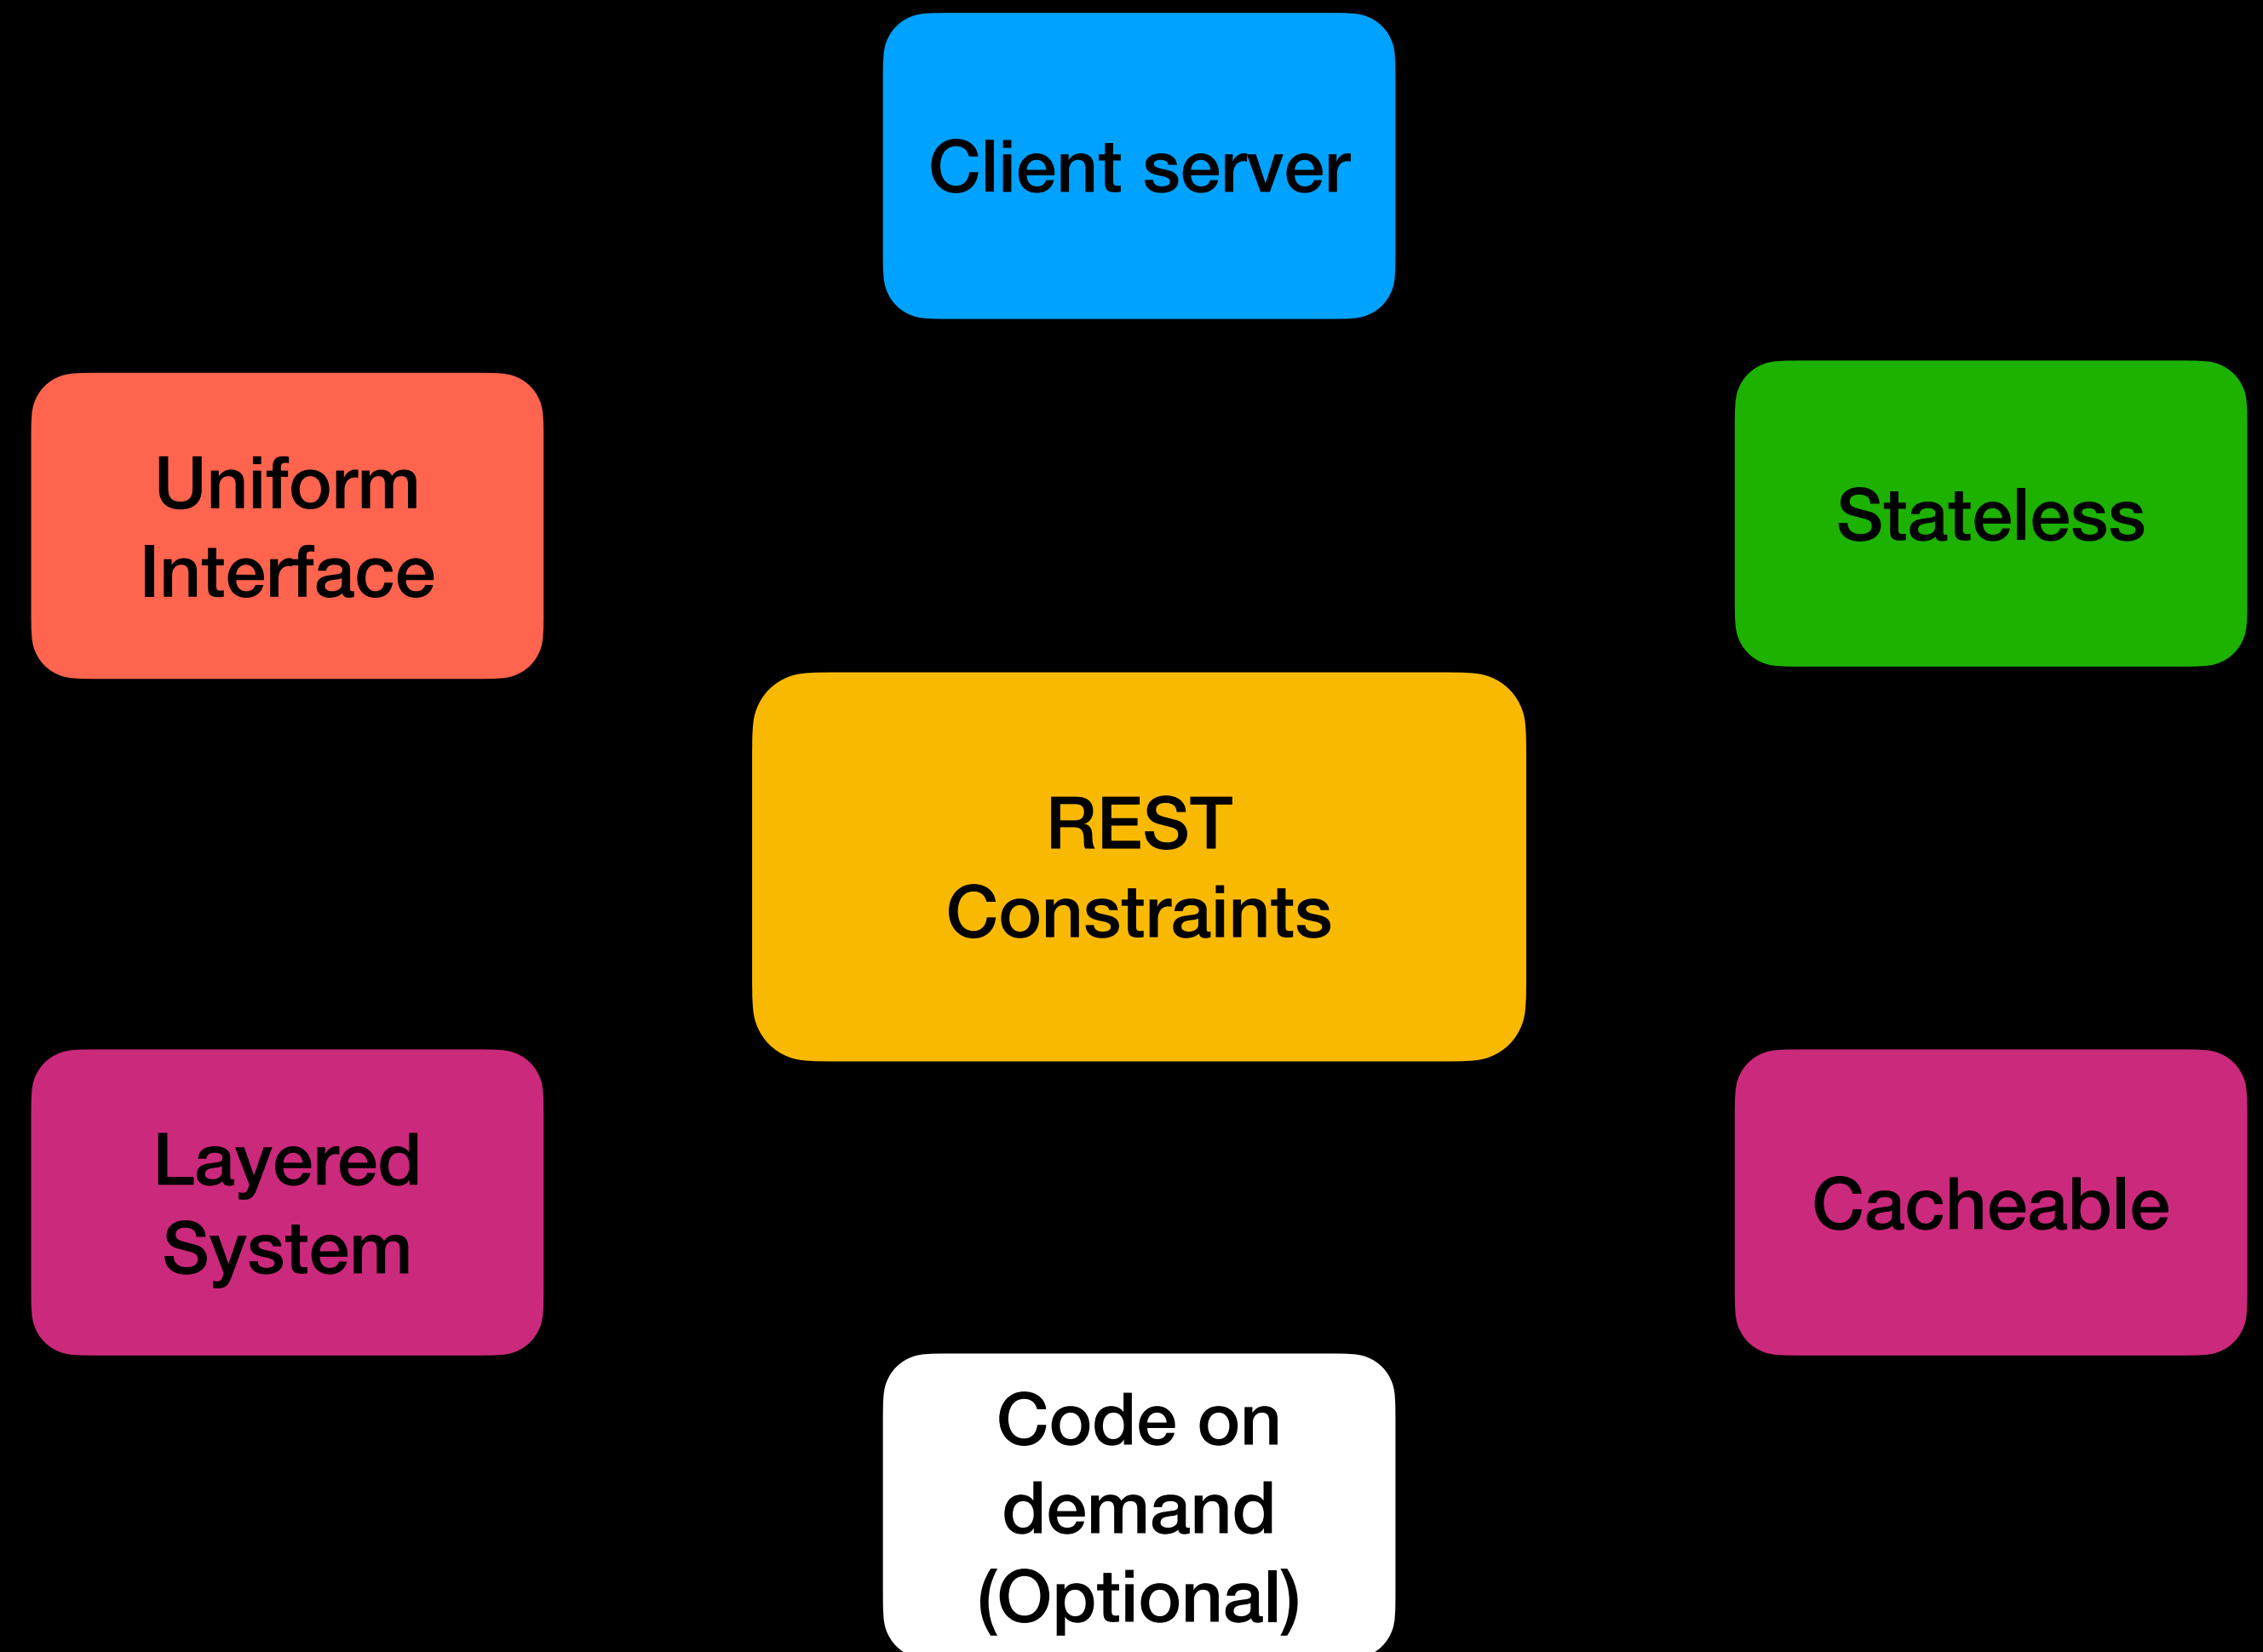 Client server
Uniform
Interface
Stateless
REST
Constraints
Layered
System
Cacheable
Code on
demand
(Optional)